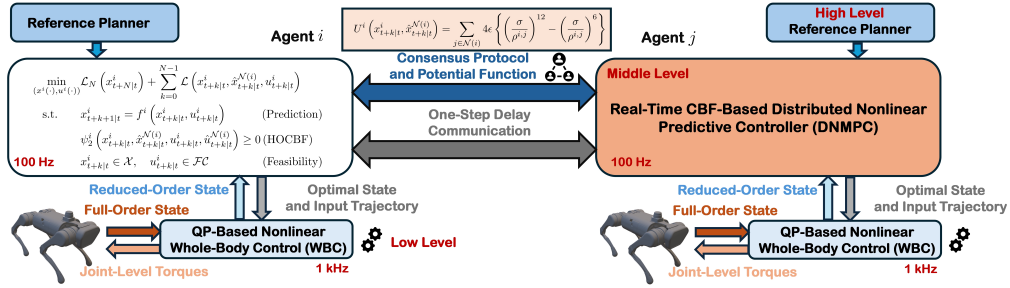 Reference Planner
Agent i
U^i(x^i_{t+k|t}, x̂^{N(i)}_{t+k|t}) = ∑_{j∈N(i)} 4ϵ{(σ/ρ^{i,j})^{12} − (σ/ρ^{i,j})^6}
Agent j
High Level
Reference Planner
min_{(x^i(·),u^i(·))} L_N(x^i_{t+N|t}) + ∑_{k=0}^{N−1} L(x^i_{t+k|t}, x̂^{N(i)}_{t+k|t}, u^i_{t+k|t})
s.t. x^i_{t+k+1|t} = f^i(x^i_{t+k|t}, u^i_{t+k|t}) (Prediction)
ψ^i_2(x^i_{t+k|t}, x̂^{N(i)}_{t+k|t}, u^i_{t+k|t}, û^{N(i)}_{t+k|t}) ≥ 0 (HOCBF)
x^i_{t+k|t} ∈ X, u^i_{t+k|t} ∈ FC (Feasibility)
100 Hz
Consensus Protocol
and Potential Function
One-Step Delay
Communication
Middle Level
Real-Time CBF-Based Distributed Nonlinear
Predictive Controller (DNMPC)
100 Hz
Reduced-Order State
Optimal State
and Input Trajectory
Full-Order State
QP-Based Nonlinear
Whole-Body Control (WBC)
Low Level
Joint-Level Torques
1 kHz
Reduced-Order State
Optimal State
and Input Trajectory
Full-Order State
QP-Based Nonlinear
Whole-Body Control (WBC)
Joint-Level Torques
1 kHz